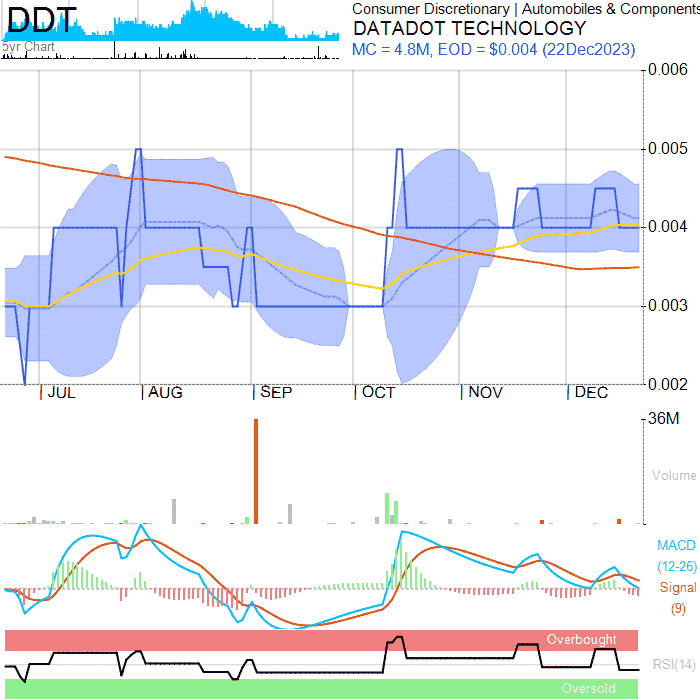 DDT
5yr Chart
Consumer Discretionary | Automobiles & Components
DATADOT TECHNOLOGY
MC = 4.8M, EOD = $0.004 (22Dec2023)
0.006
0.005
0.004
0.003
0.002
JUL
AUG
SEP
OCT
NOV
DEC
36M
Volume
MACD
(12-26)
Signal
(9)
Overbought
RSI(14)
Oversold